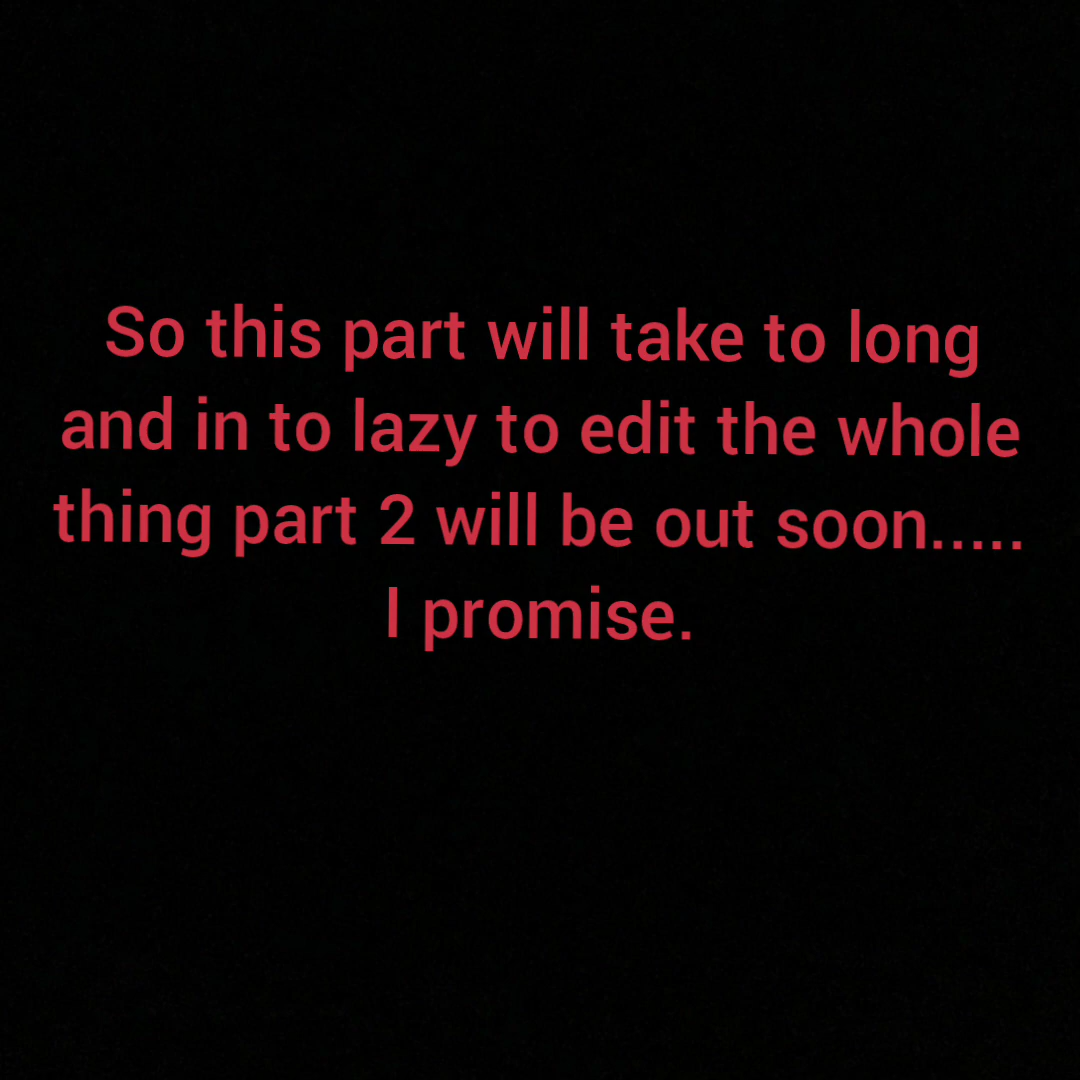 So this part will take to long
and in to lazy to edit the whole
thing part 2 will be out soon.....
I promise.